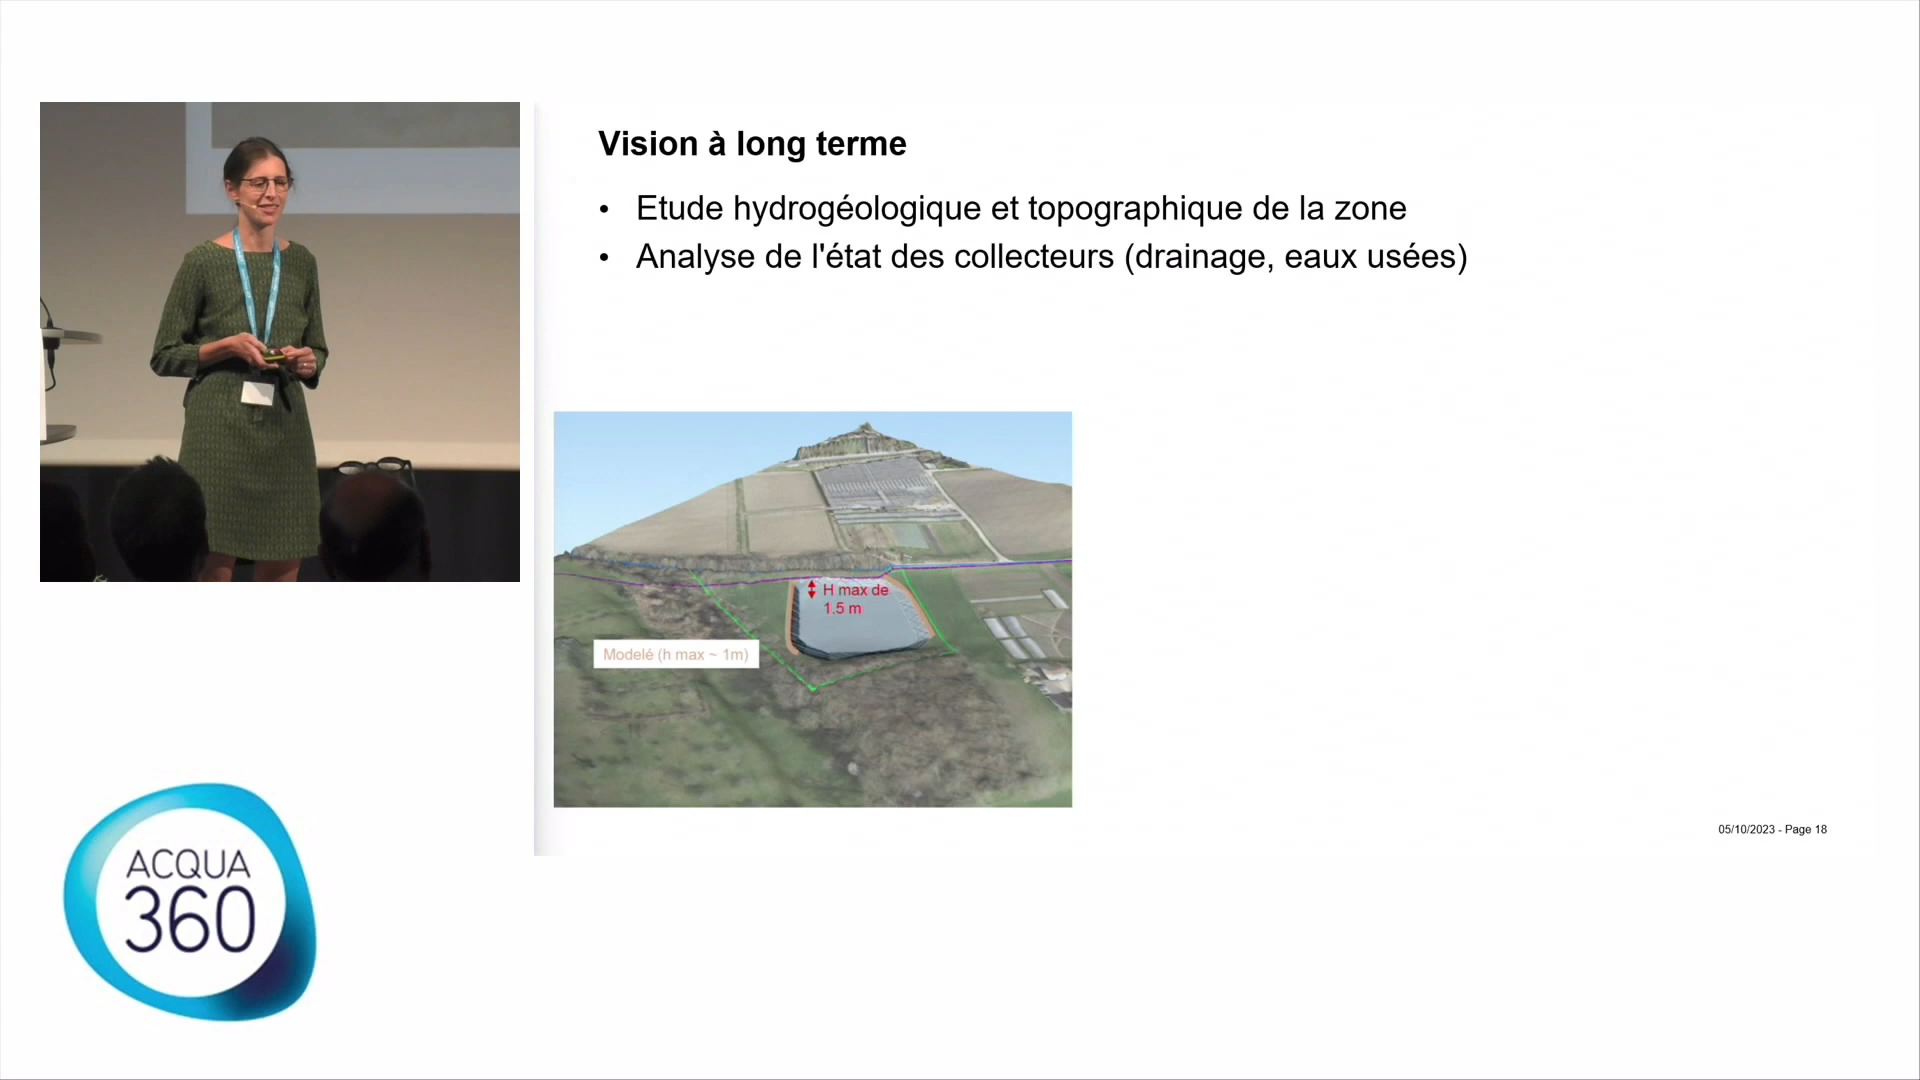 Vision à long terme
• Etude hydrogéologique et topographique de la zone
• Analyse de l'état des collecteurs (drainage, eaux usées)
H max de
1.5 m
Modelé (h max ~ 1m)
05/10/2023 - Page 18
ACQUA
360